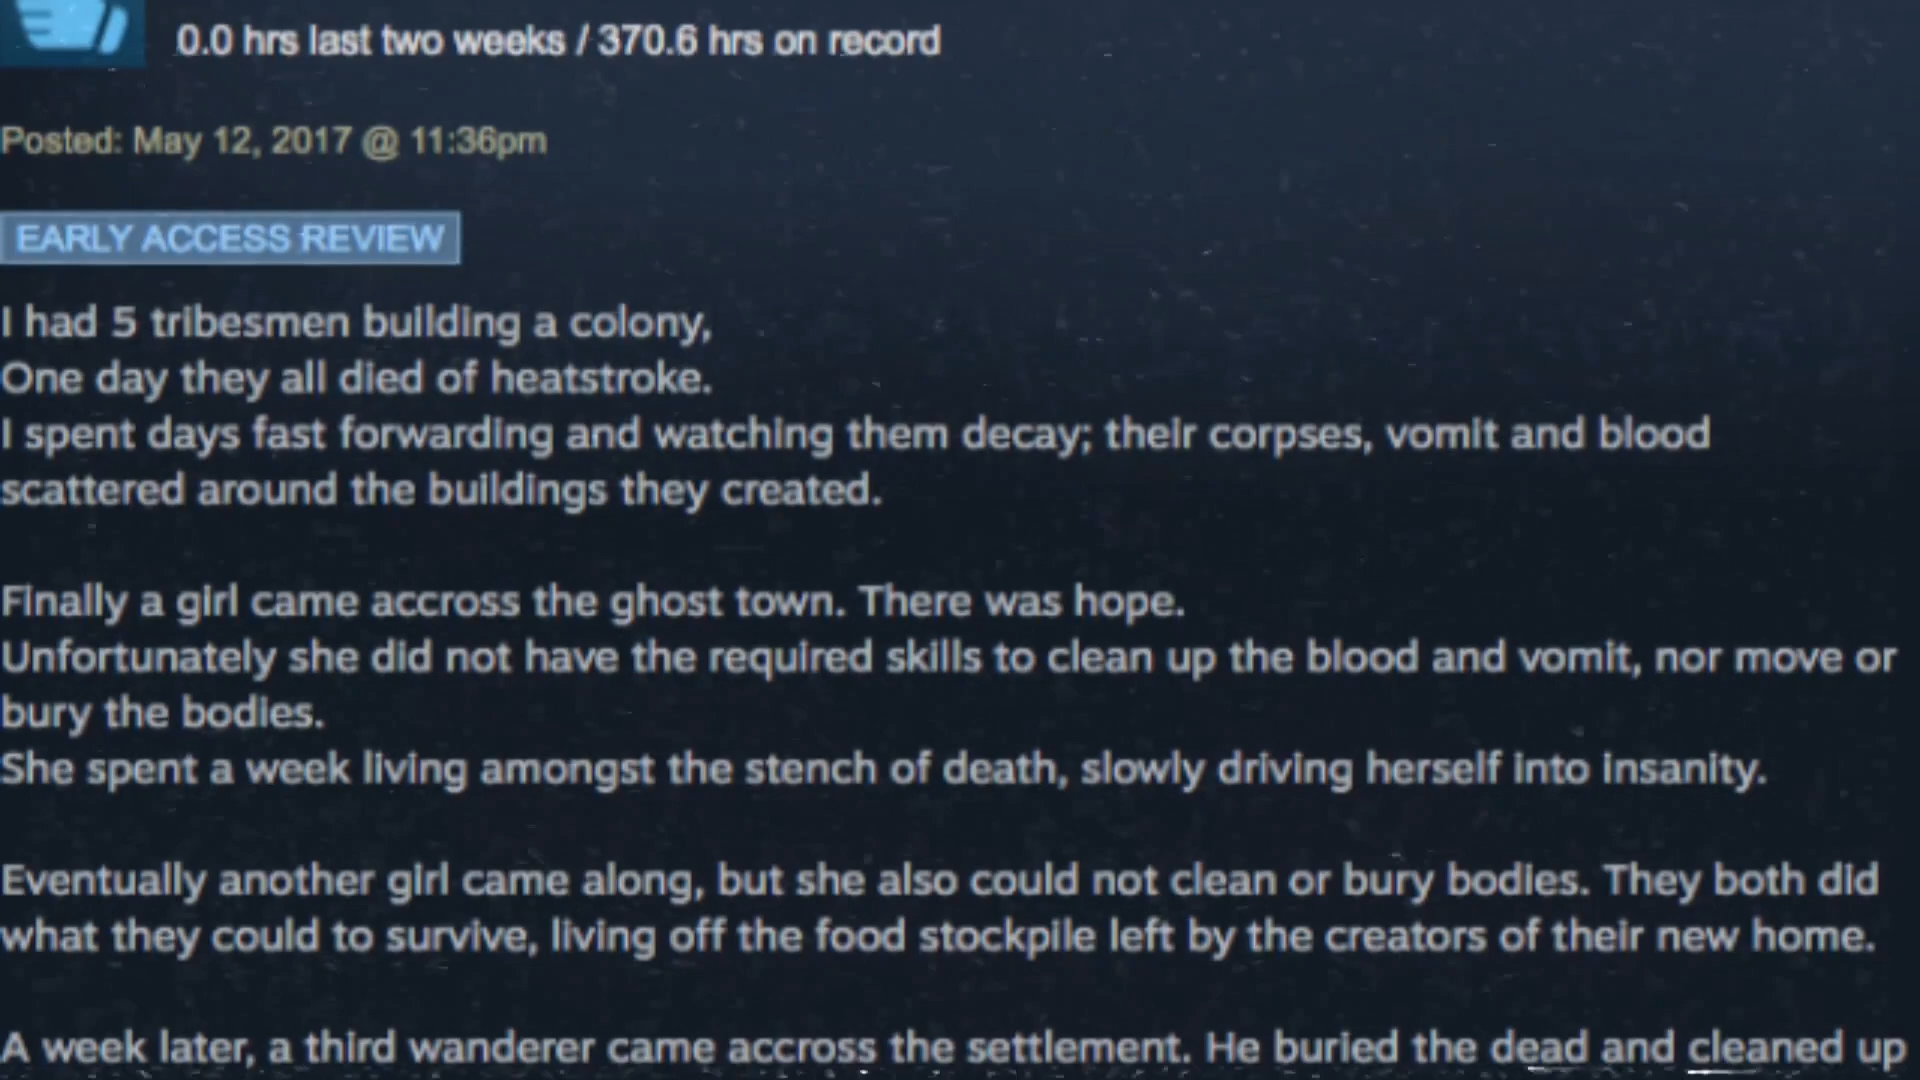 0.0 hrs last two weeks / 370.6 hrs on record
Posted: May 12, 2017 @ 11:36pm
EARLY ACCESS REVIEW
I had 5 tribesmen building a colony,
One day they all died of heatstroke.
I spent days fast forwarding and watching them decay; their corpses, vomit and blood
scattered around the buildings they created.
Finally a girl came accross the ghost town. There was hope.
Unfortunately she did not have the required skills to clean up the blood and vomit, nor move or
bury the bodies.
She spent a week living amongst the stench of death, slowly driving herself into insanity.
Eventually another girl came along, but she also could not clean or bury bodies. They both did
what they could to survive, living off the food stockpile left by the creators of their new home.
A week later, a third wanderer came accross the settlement. He buried the dead and cleaned up